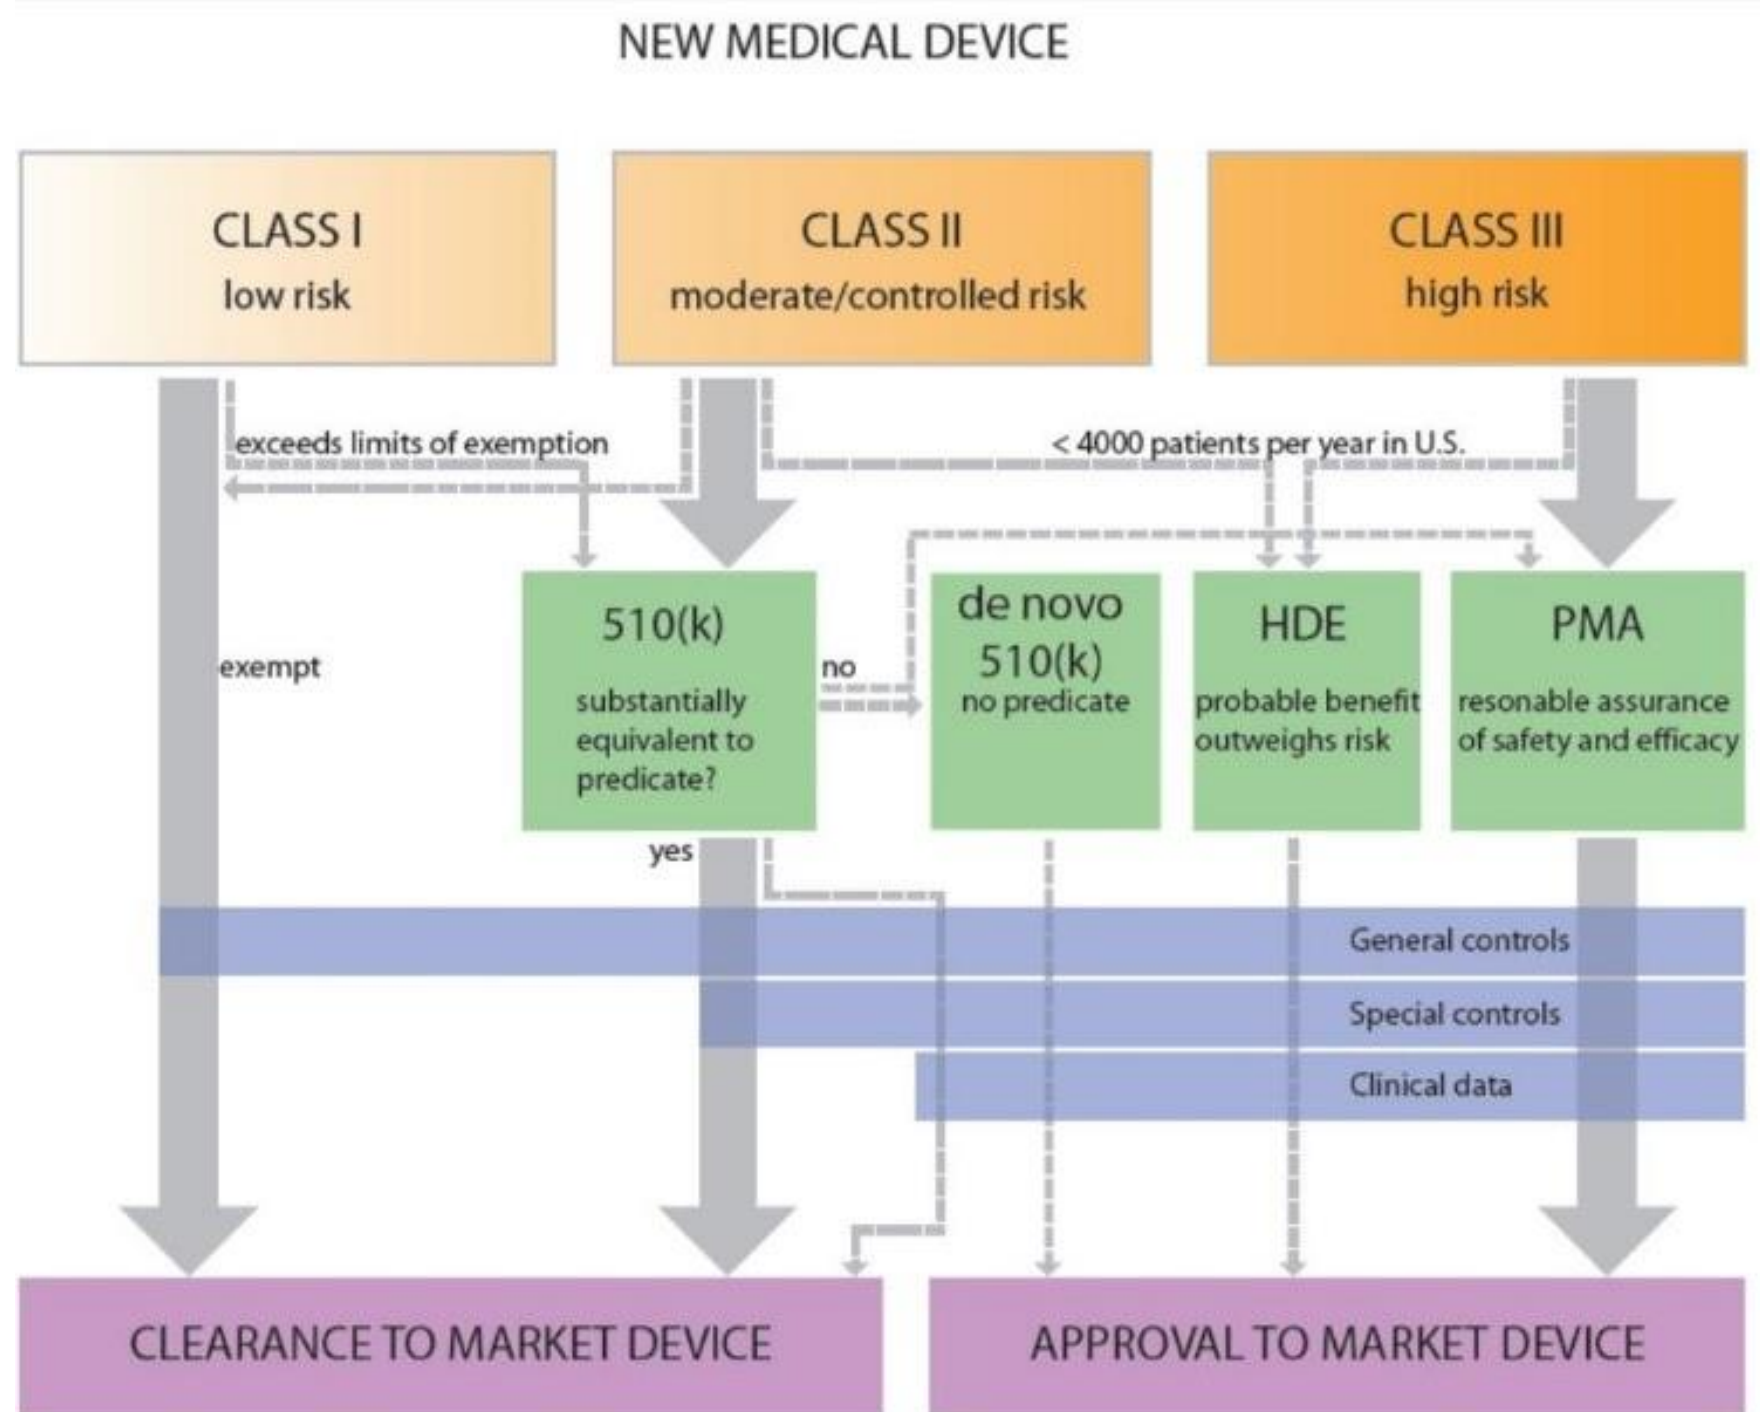 NEW MEDICAL DEVICE
CLASS I
low risk
CLASS II
moderate/controlled risk
CLASS III
high risk
exceeds limits of exemption
< 4000 patients per year in U.S.
exempt
510(k)
substantially
equivalent to
predicate?
no
de novo
510(k)
no predicate
HDE
probable benefit
outweighs risk
PMA
resonable assurance
of safety and efficacy
yes
General controls
Special controls
Clinical data
CLEARANCE TO MARKET DEVICE
APPROVAL TO MARKET DEVICE